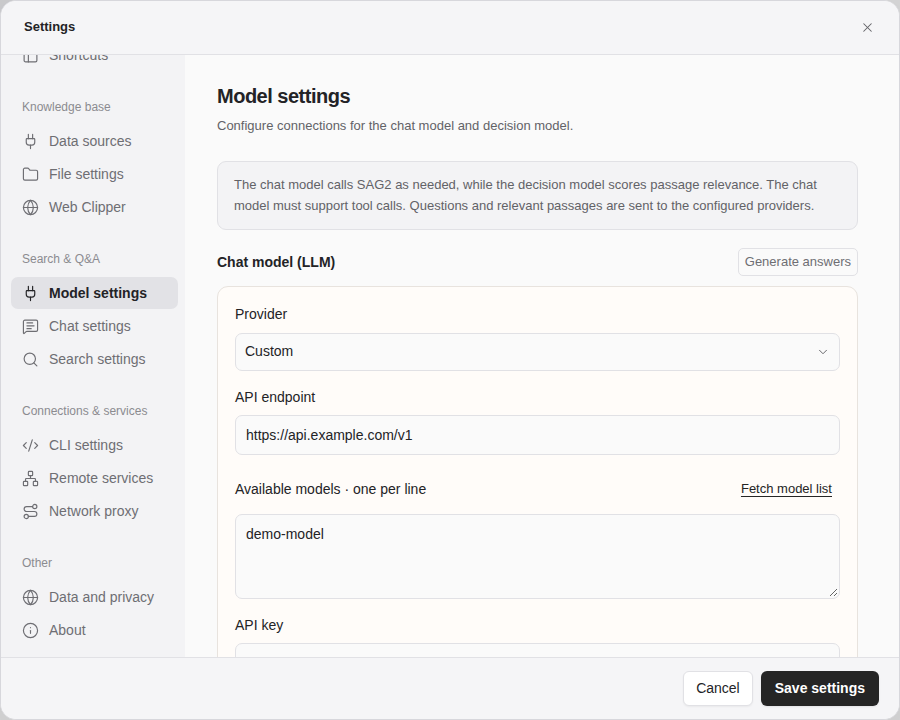 Settings
Shortcuts
Knowledge base
Data sources
File settings
Web Clipper
Search & Q&A
Model settings
Chat settings
Search settings
Connections & services
CLI settings
Remote services
Network proxy
Other
Data and privacy
About
Model settings
Configure connections for the chat model and decision model.
The chat model calls SAG2 as needed, while the decision model scores passage relevance. The chat
model must support tool calls. Questions and relevant passages are sent to the configured providers.
Chat model (LLM)
Generate answers
Provider
Custom
API endpoint
https://api.example.com/v1
Available models · one per line
Fetch model list
demo-model
API key
Cancel
Save settings